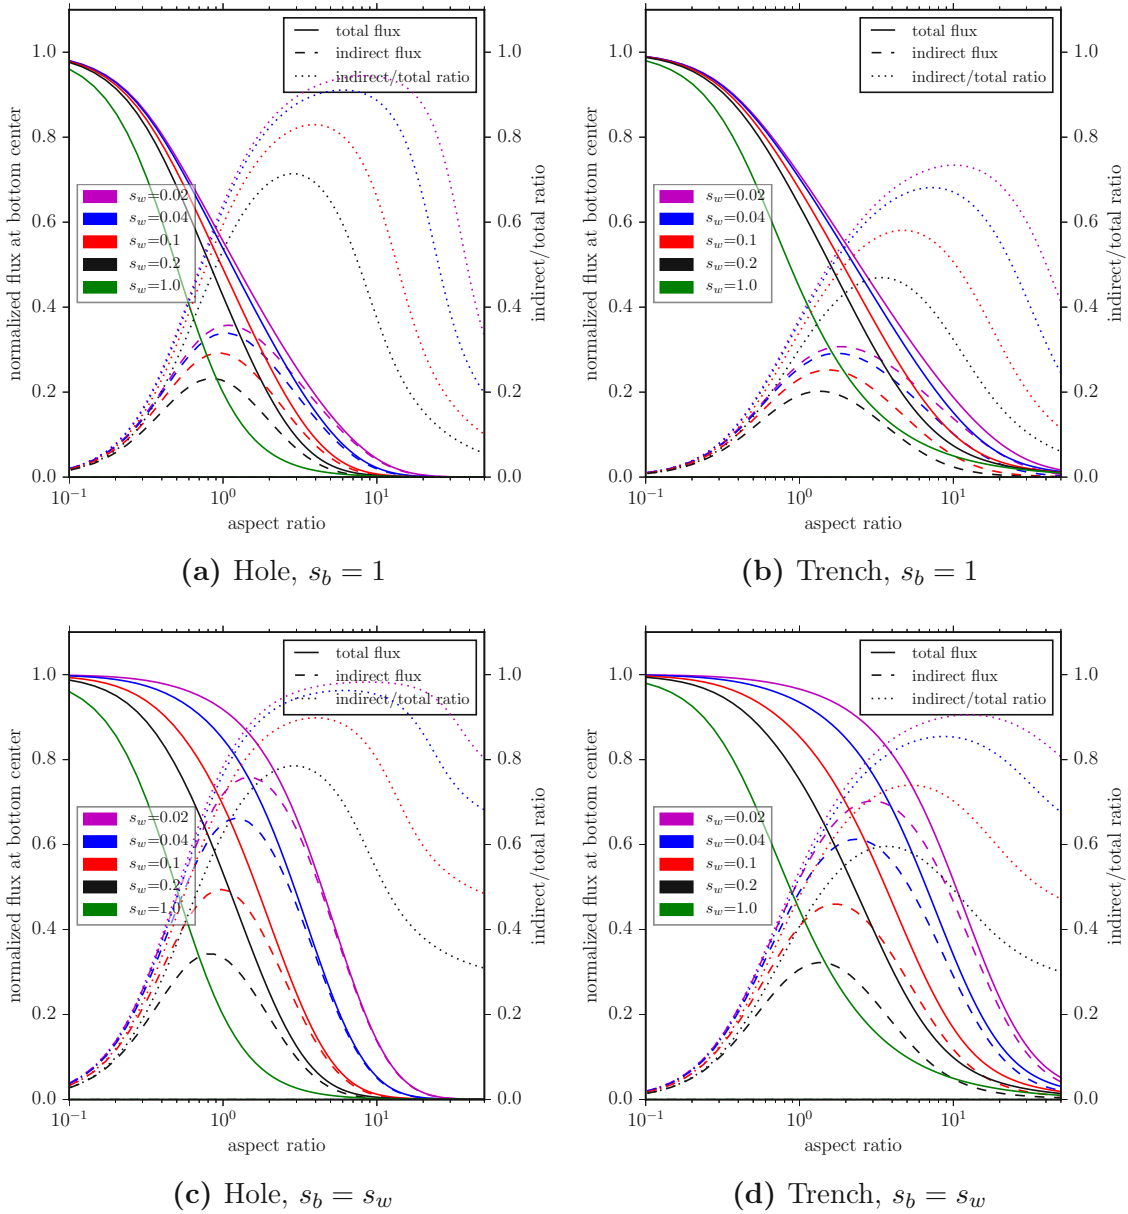 total flux
indirect flux
indirect/total ratio
normalized flux at bottom center
1.0
0.8
0.6
0.4
0.2
0.0
s_w=0.02
s_w=0.04
s_w=0.1
s_w=0.2
s_w=1.0
1.0
0.8
0.6
0.4
0.2
0.0
indirect/total ratio
10^−1 10^0 10^1
aspect ratio
(a) Hole, s_b = 1
total flux
indirect flux
indirect/total ratio
normalized flux at bottom center
1.0
0.8
0.6
0.4
0.2
0.0
s_w=0.02
s_w=0.04
s_w=0.1
s_w=0.2
s_w=1.0
1.0
0.8
0.6
0.4
0.2
0.0
indirect/total ratio
10^−1 10^0 10^1
aspect ratio
(b) Trench, s_b = 1
total flux
indirect flux
indirect/total ratio
normalized flux at bottom center
1.0
0.8
0.6
0.4
0.2
0.0
s_w=0.02
s_w=0.04
s_w=0.1
s_w=0.2
s_w=1.0
1.0
0.8
0.6
0.4
0.2
0.0
indirect/total ratio
10^−1 10^0 10^1
aspect ratio
(c) Hole, s_b = s_w
total flux
indirect flux
indirect/total ratio
normalized flux at bottom center
1.0
0.8
0.6
0.4
0.2
0.0
s_w=0.02
s_w=0.04
s_w=0.1
s_w=0.2
s_w=1.0
1.0
0.8
0.6
0.4
0.2
0.0
indirect/total ratio
10^−1 10^0 10^1
aspect ratio
(d) Trench, s_b = s_w